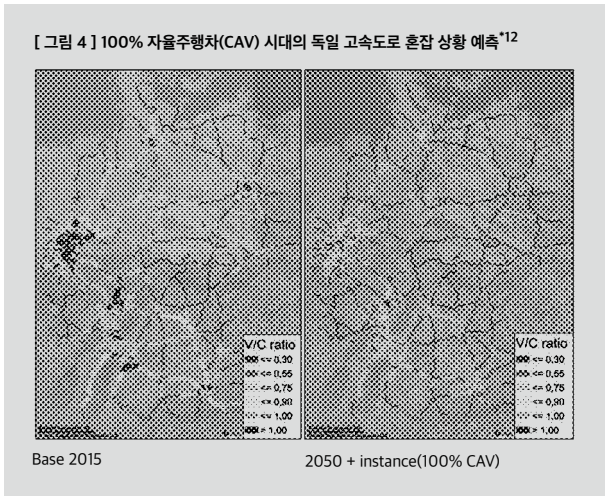 [ 그림 4 ] 100% 자율주행차(CAV) 시대의 독일 고속도로 혼잡 상황 예측*12
V/C ratio
<= 0,30
<= 0,55
<= 0,75
<= 0,90
<= 1,00
> 1,00
V/C ratio
<= 0,30
<= 0,55
<= 0,75
<= 0,90
<= 1,00
> 1,00
Base 2015
2050 + instance(100% CAV)